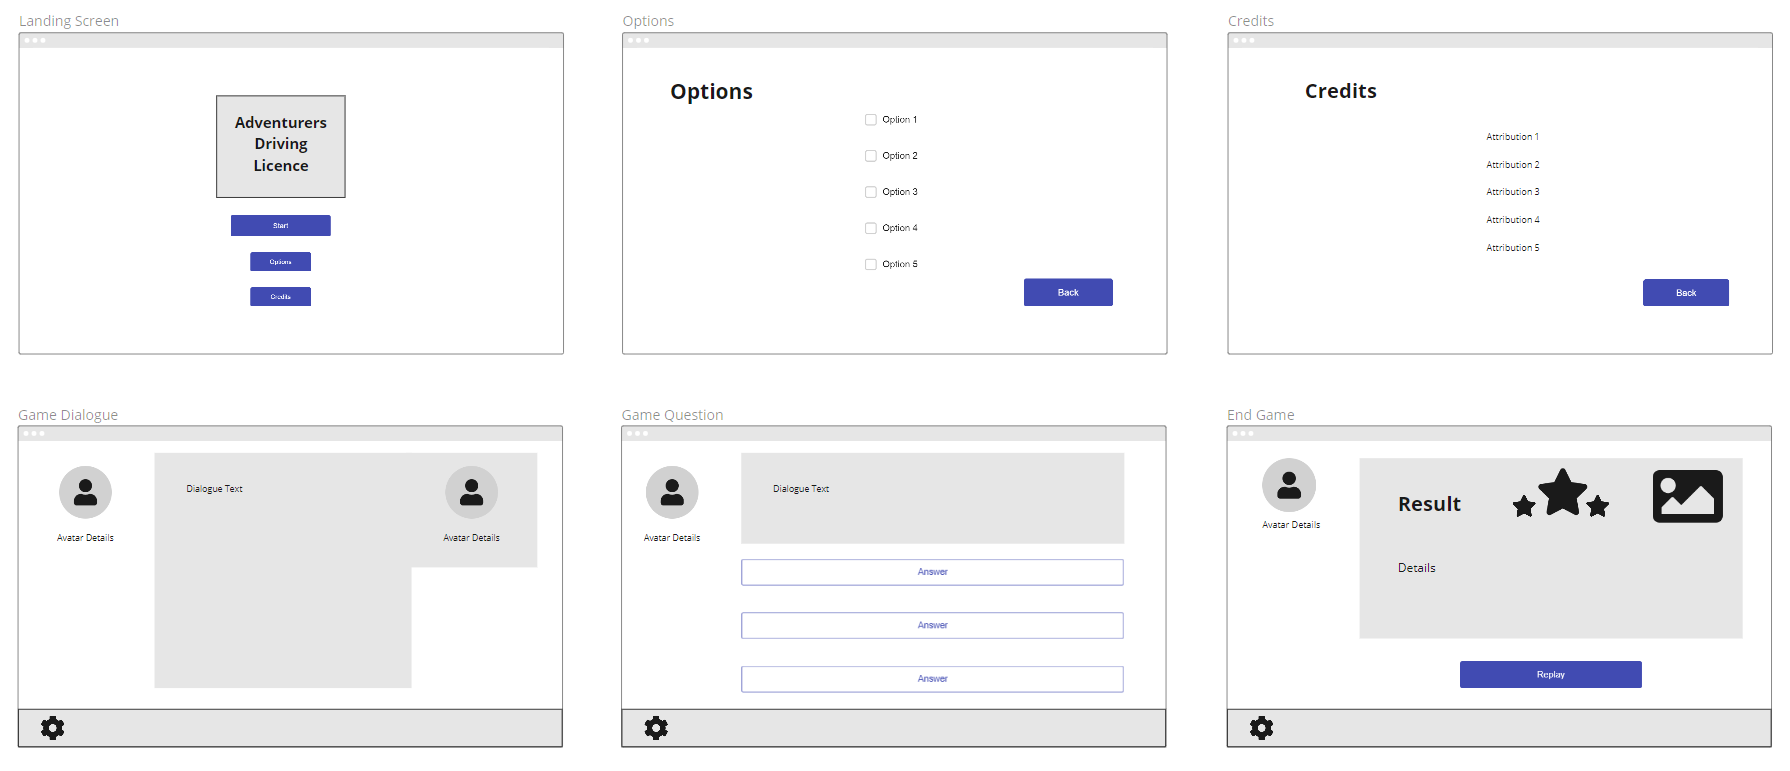 Landing Screen
Adventurers
Driving
Licence
Start
Options
Credits
Options
Options
Option 1
Option 2
Option 3
Option 4
Option 5
Back
Credits
Credits
Attribution 1
Attribution 2
Attribution 3
Attribution 4
Attribution 5
Back
Game Dialogue
Avatar Details
Dialogue Text
Avatar Details
Game Question
Avatar Details
Dialogue Text
Answer
Answer
Answer
End Game
Avatar Details
Result
Details
Replay